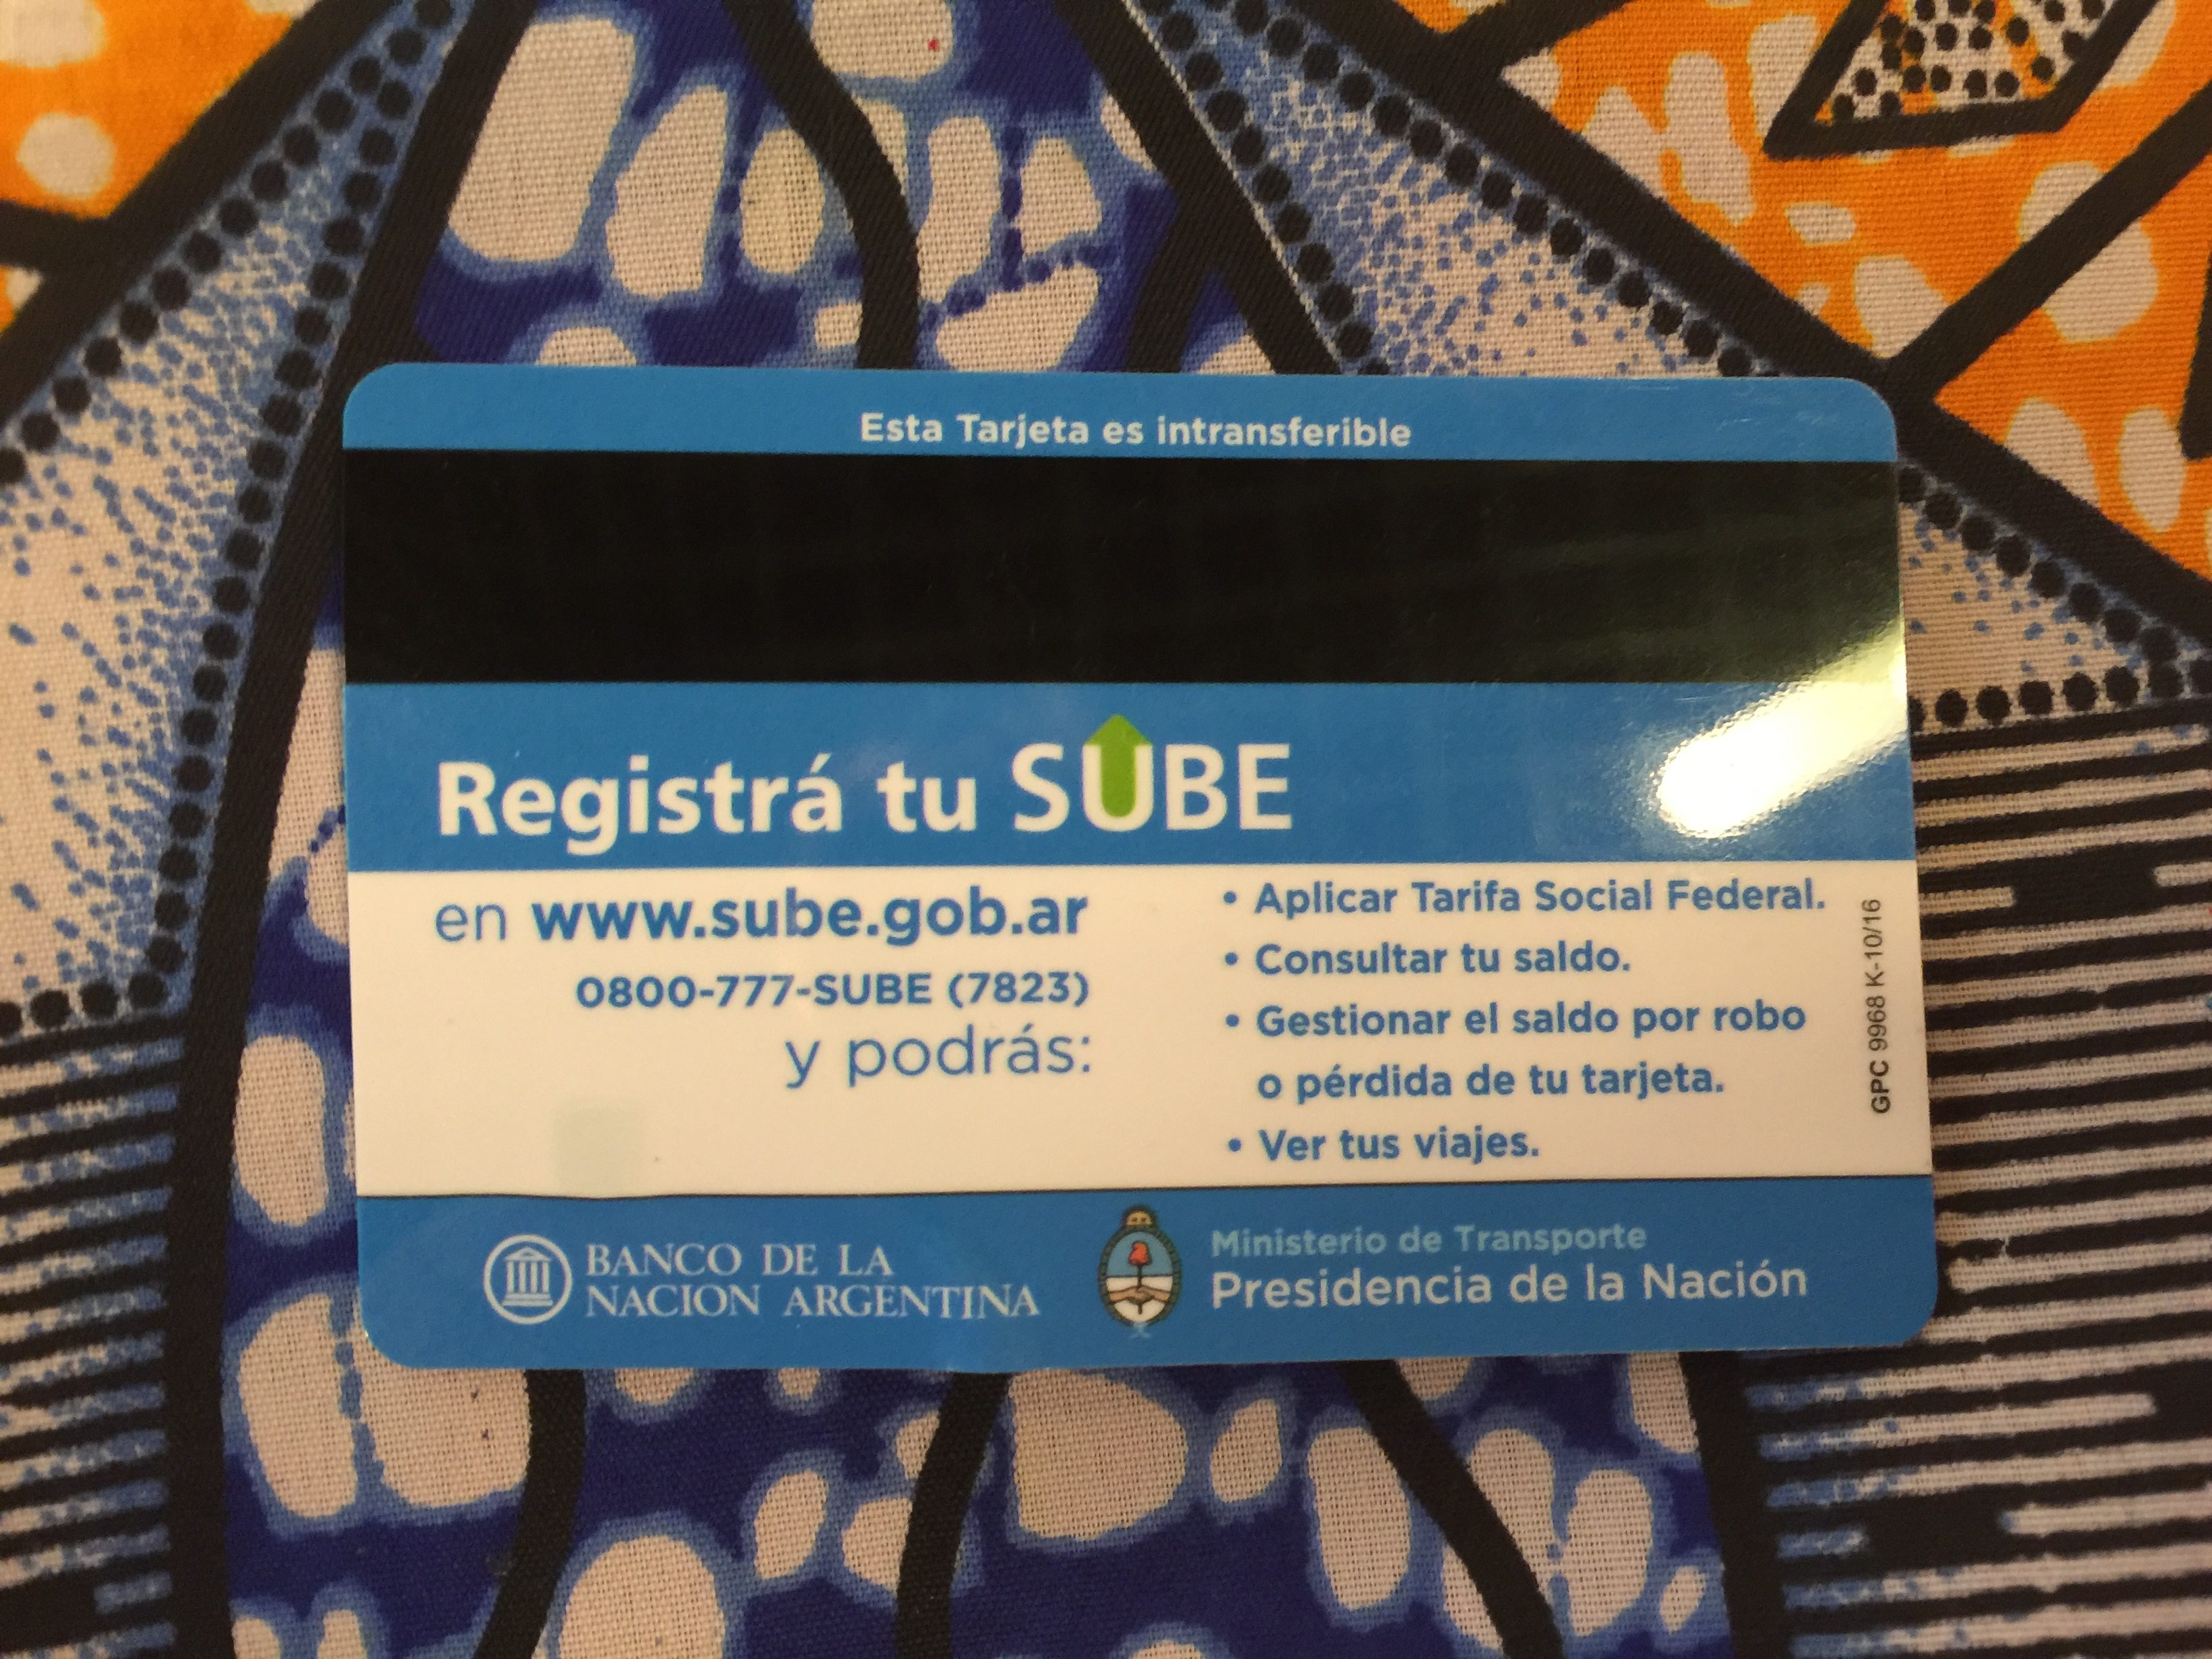 Esta Tarjeta es intransferible
Registrá tu SUBE
en www.sube.gob.ar
0800-777-SUBE (7823)
y podrás:
• Aplicar Tarifa Social Federal.
• Consultar tu saldo.
• Gestionar el saldo por robo
o pérdida de tu tarjeta.
• Ver tus viajes.
GPC 9968 K-10/16
BANCO DE LA
NACION ARGENTINA
Ministerio de Transporte
Presidencia de la Nación